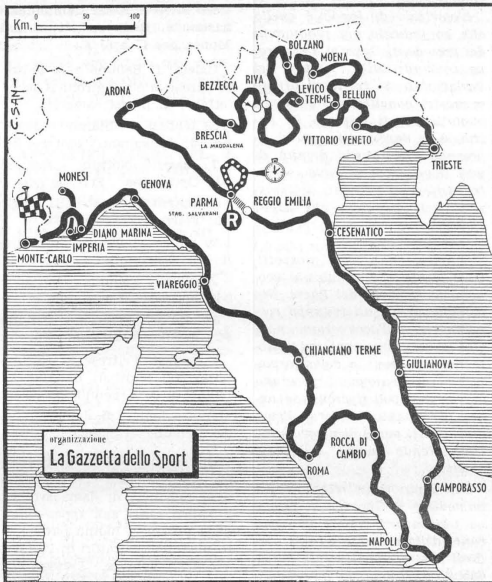 Km. 0 50 100
BOLZANO
MOENA
BEZZECCA
RIVA
ARONA
LEVICO
TERME
BELLUNO
BRESCIA
LA MADDALENA
VITTORIO VENETO
TRIESTE
MONESI
GENOVA
PARMA
STAB. SALVARANI
REGGIO EMILIA
R
CESENATICO
DIANO MARINA
IMPERIA
MONTE-CARLO
VIAREGGIO
CHIANCIANO TERME
GIULIANOVA
organizzazione
La Gazzetta dello Sport
ROCCA DI
CAMBIO
ROMA
CAMPOBASSO
NAPOLI